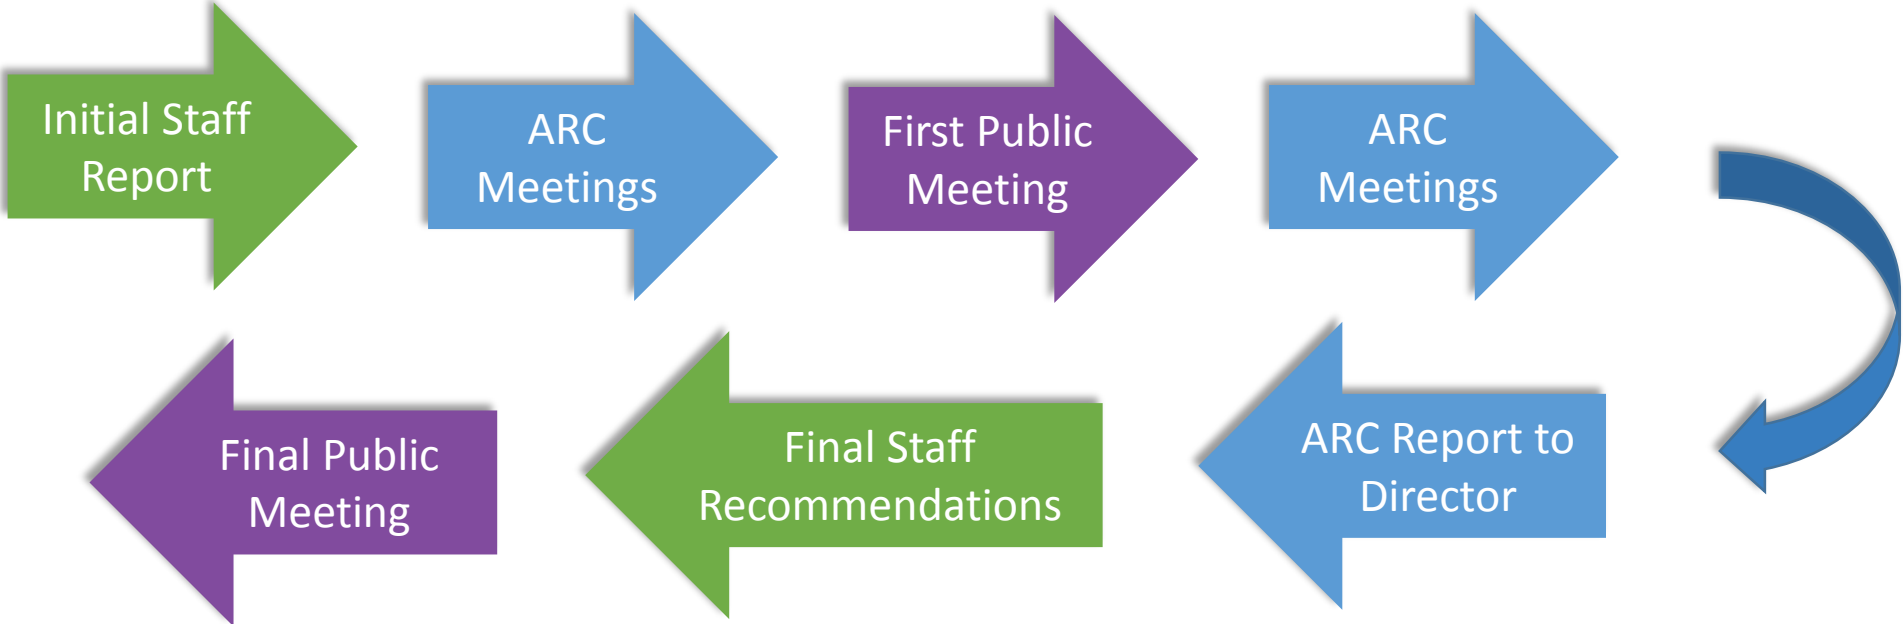 Initial Staff
Report
ARC
Meetings
First Public
Meeting
ARC
Meetings
ARC Report to
Director
Final Staff
Recommendations
Final Public
Meeting